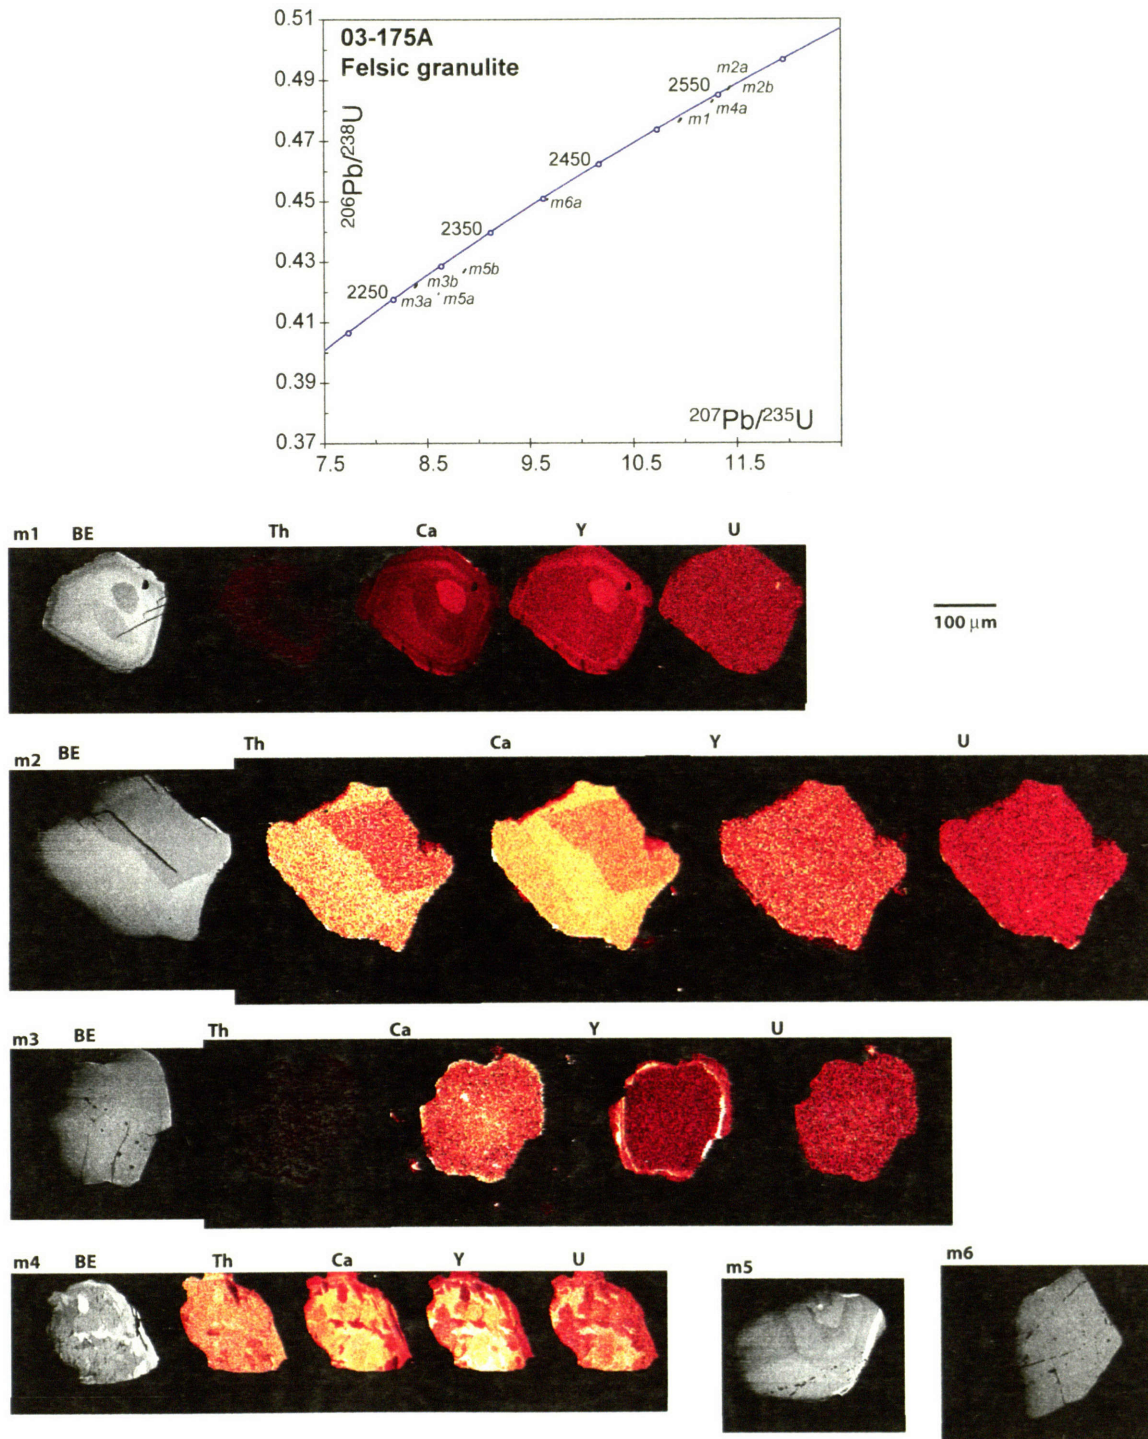 03-175A
Felsic granulite
0.51
0.49
0.47
0.45
0.43
0.41
0.39
0.37
²⁰⁶Pb/²³⁸U
2550
2450
2350
2250
m2a
m2b
m4a
m1
m6a
m5b
m3b
m3a
m5a
²⁰⁷Pb/²³⁵U
7.5 8.5 9.5 10.5 11.5
m1 BE Th Ca Y U
100 µm
m2 BE Th Ca Y U
m3 BE Th Ca Y U
m4 BE Th Ca Y U
m5
m6